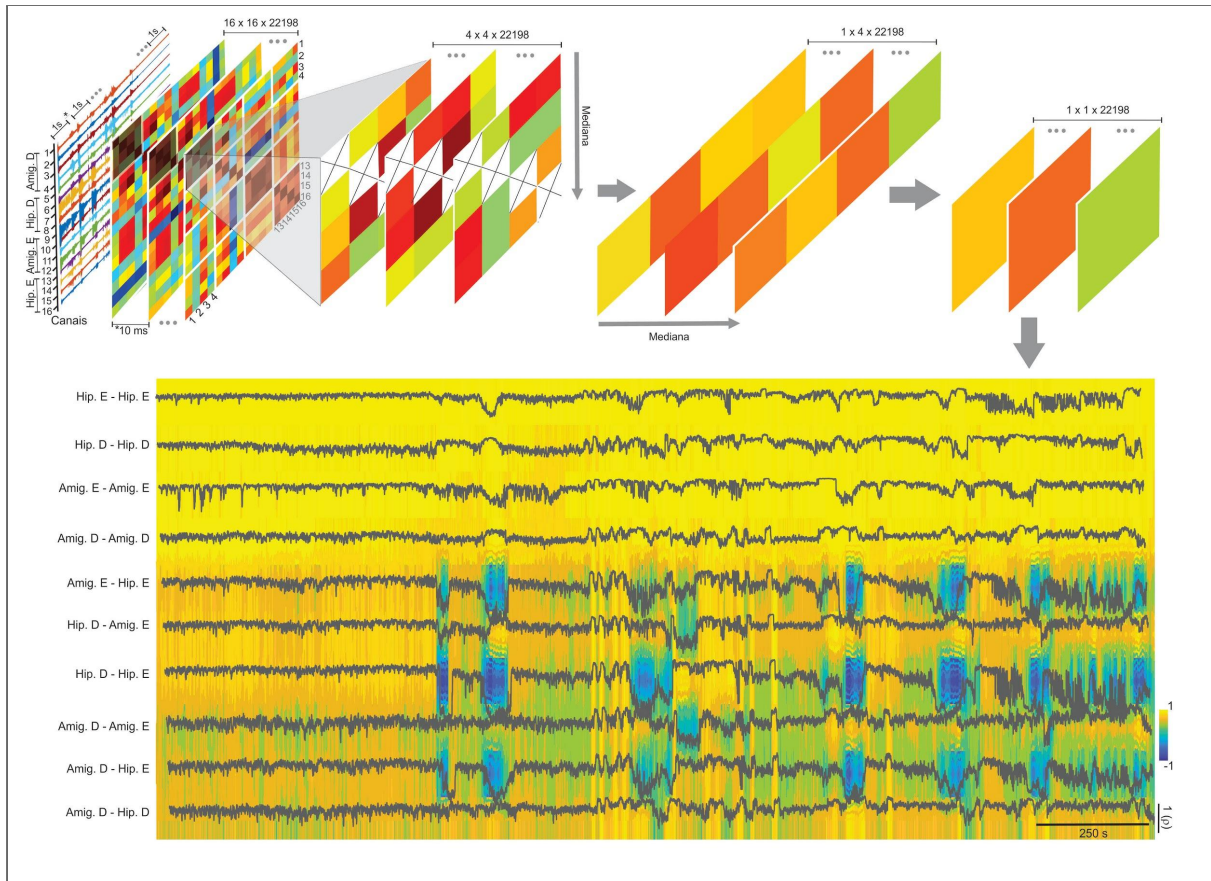 16 x 16 x 22198
4 x 4 x 22198
1 x 4 x 22198
1 x 1 x 22198
1s
1s
*
1s
1
2
3
4
Mediana
Amig. D
Hip. D
Amig. E
Hip. E
1
2
3
4
5
6
7
8
9
10
11
12
13
14
15
16
Canais
13
14
15
16
13141516
1 2 3 4
*10 ms
Mediana
Hip. E - Hip. E
Hip. D - Hip. D
Amig. E - Amig. E
Amig. D - Amig. D
Amig. E - Hip. E
Hip. D - Amig. E
Hip. D - Hip. E
Amig. D - Amig. E
Amig. D - Hip. E
Amig. D - Hip. D
1
-1
1 (ρ)
250 s